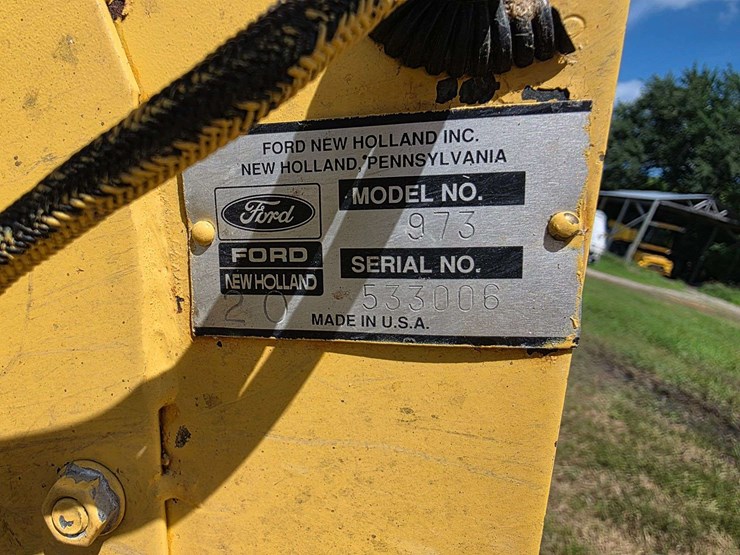 FORD NEW HOLLAND INC.
NEW HOLLAND, PENNSYLVANIA
Ford
MODEL NO.
973
FORD
NEW HOLLAND
SERIAL NO.
20
533006
MADE IN U.S.A.